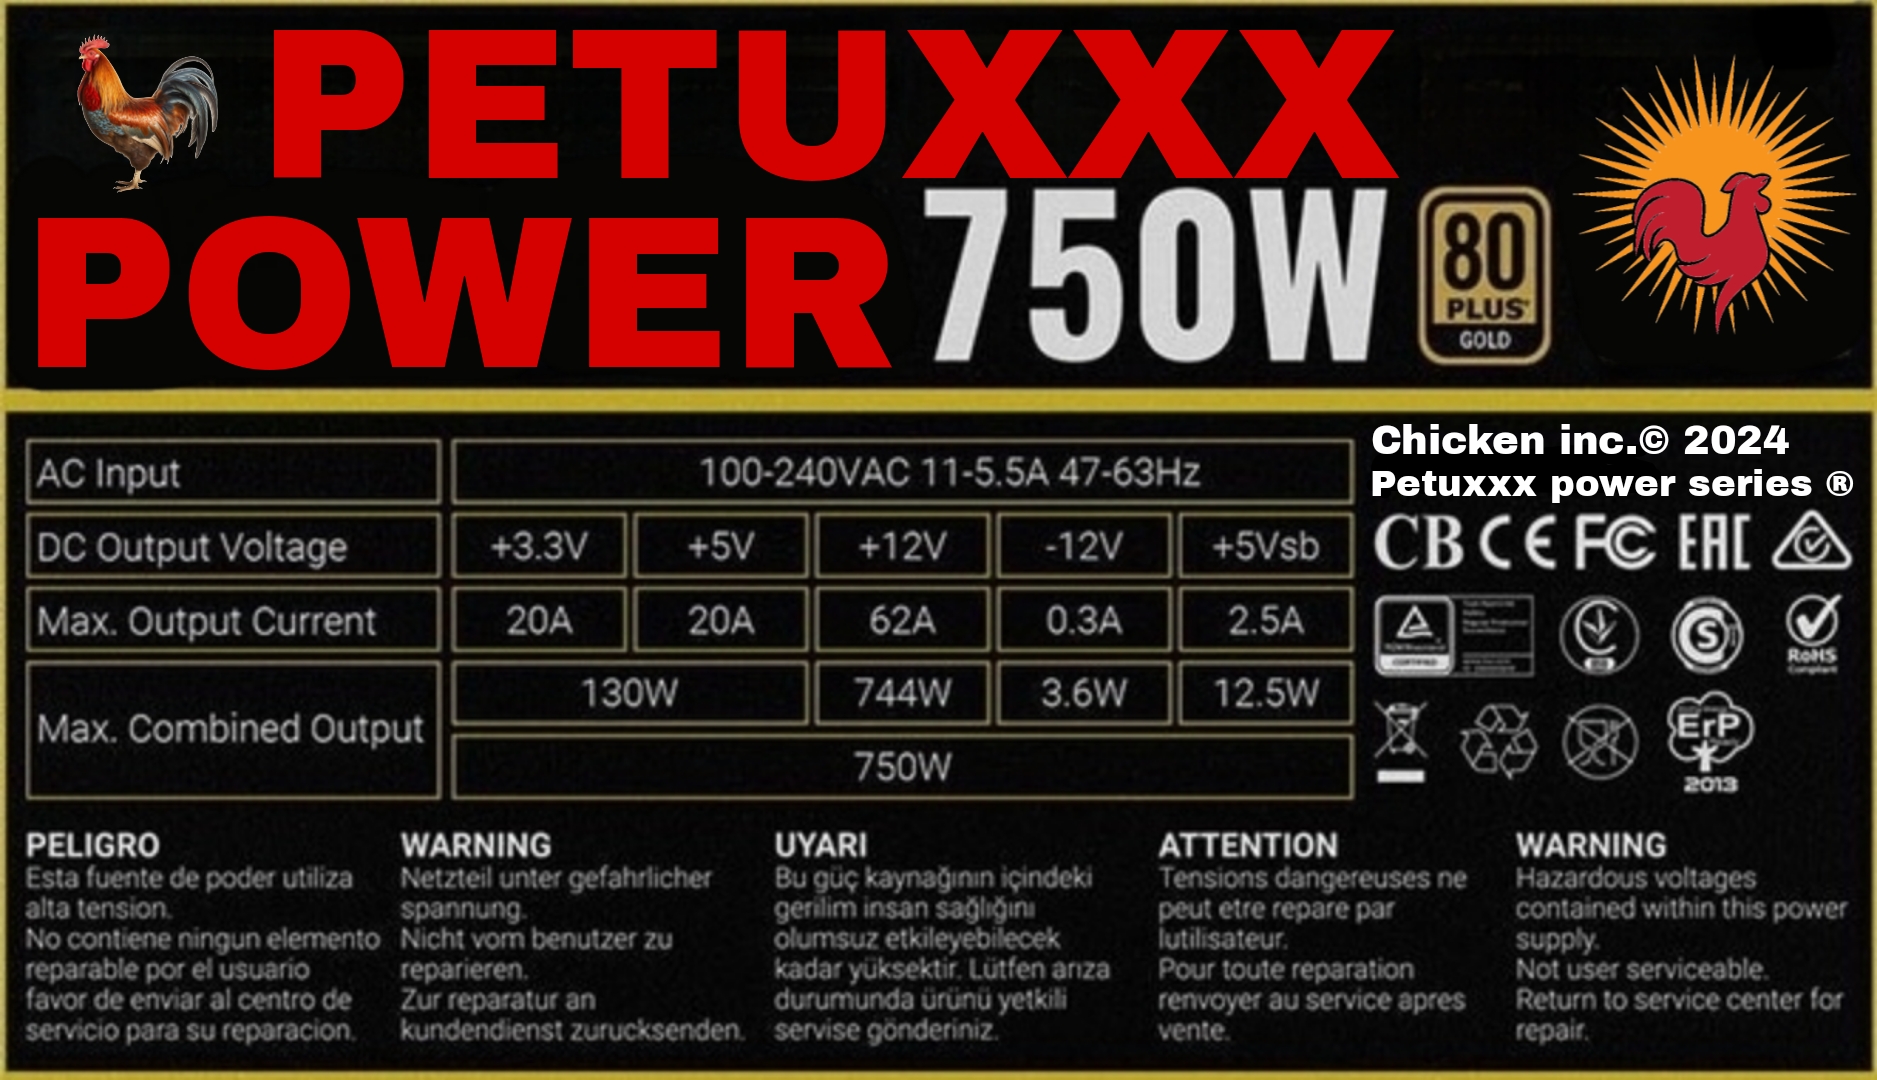 PETUXXX
POWER 750W
80
PLUS
GOLD
Chicken inc.© 2024
Petuxxx power series ®
AC Input
100-240VAC 11-5.5A 47-63Hz
DC Output Voltage
+3.3V
+5V
+12V
-12V
+5Vsb
Max. Output Current
20A
20A
62A
0.3A
2.5A
Max. Combined Output
130W
744W
3.6W
12.5W
750W
CB CE FC EAC
CERTIFIED
S
RoHS
Compliant
ErP
2013
PELIGRO
Esta fuente de poder utiliza
alta tension.
No contiene ningun elemento
reparable por el usuario
favor de enviar al centro de
servicio para su reparacion.
WARNING
Netzteil unter gefahrlicher
spannung.
Nicht vom benutzer zu
reparieren.
Zur reparatur an
kundendienst zurucksenden.
UYARI
Bu güç kaynağının içindeki
gerilim insan sağlığını
olumsuz etkileyebilecek
kadar yüksektir. Lütfen arıza
durumunda ürünü yetkili
servise gönderiniz.
ATTENTION
Tensions dangereuses ne
peut etre repare par
lutilisateur.
Pour toute reparation
renvoyer au service apres
vente.
WARNING
Hazardous voltages
contained within this power
supply.
Not user serviceable.
Return to service center for
repair.